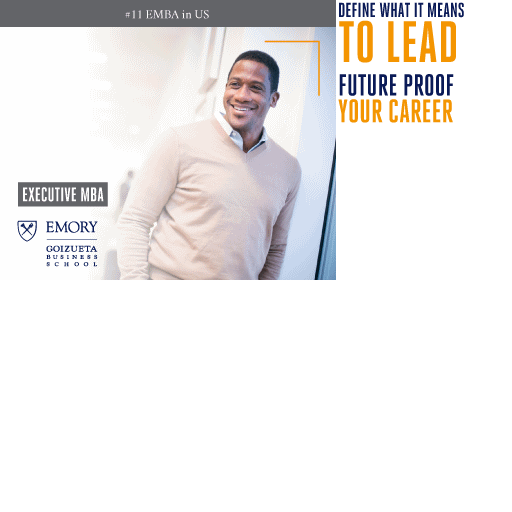 #11 EMBA in US
DEFINE WHAT IT MEANS
TO LEAD
FUTURE PROOF
YOUR CAREER
EXECUTIVE MBA
EMORY
GOIZUETA
BUSINESS
SCHOOL